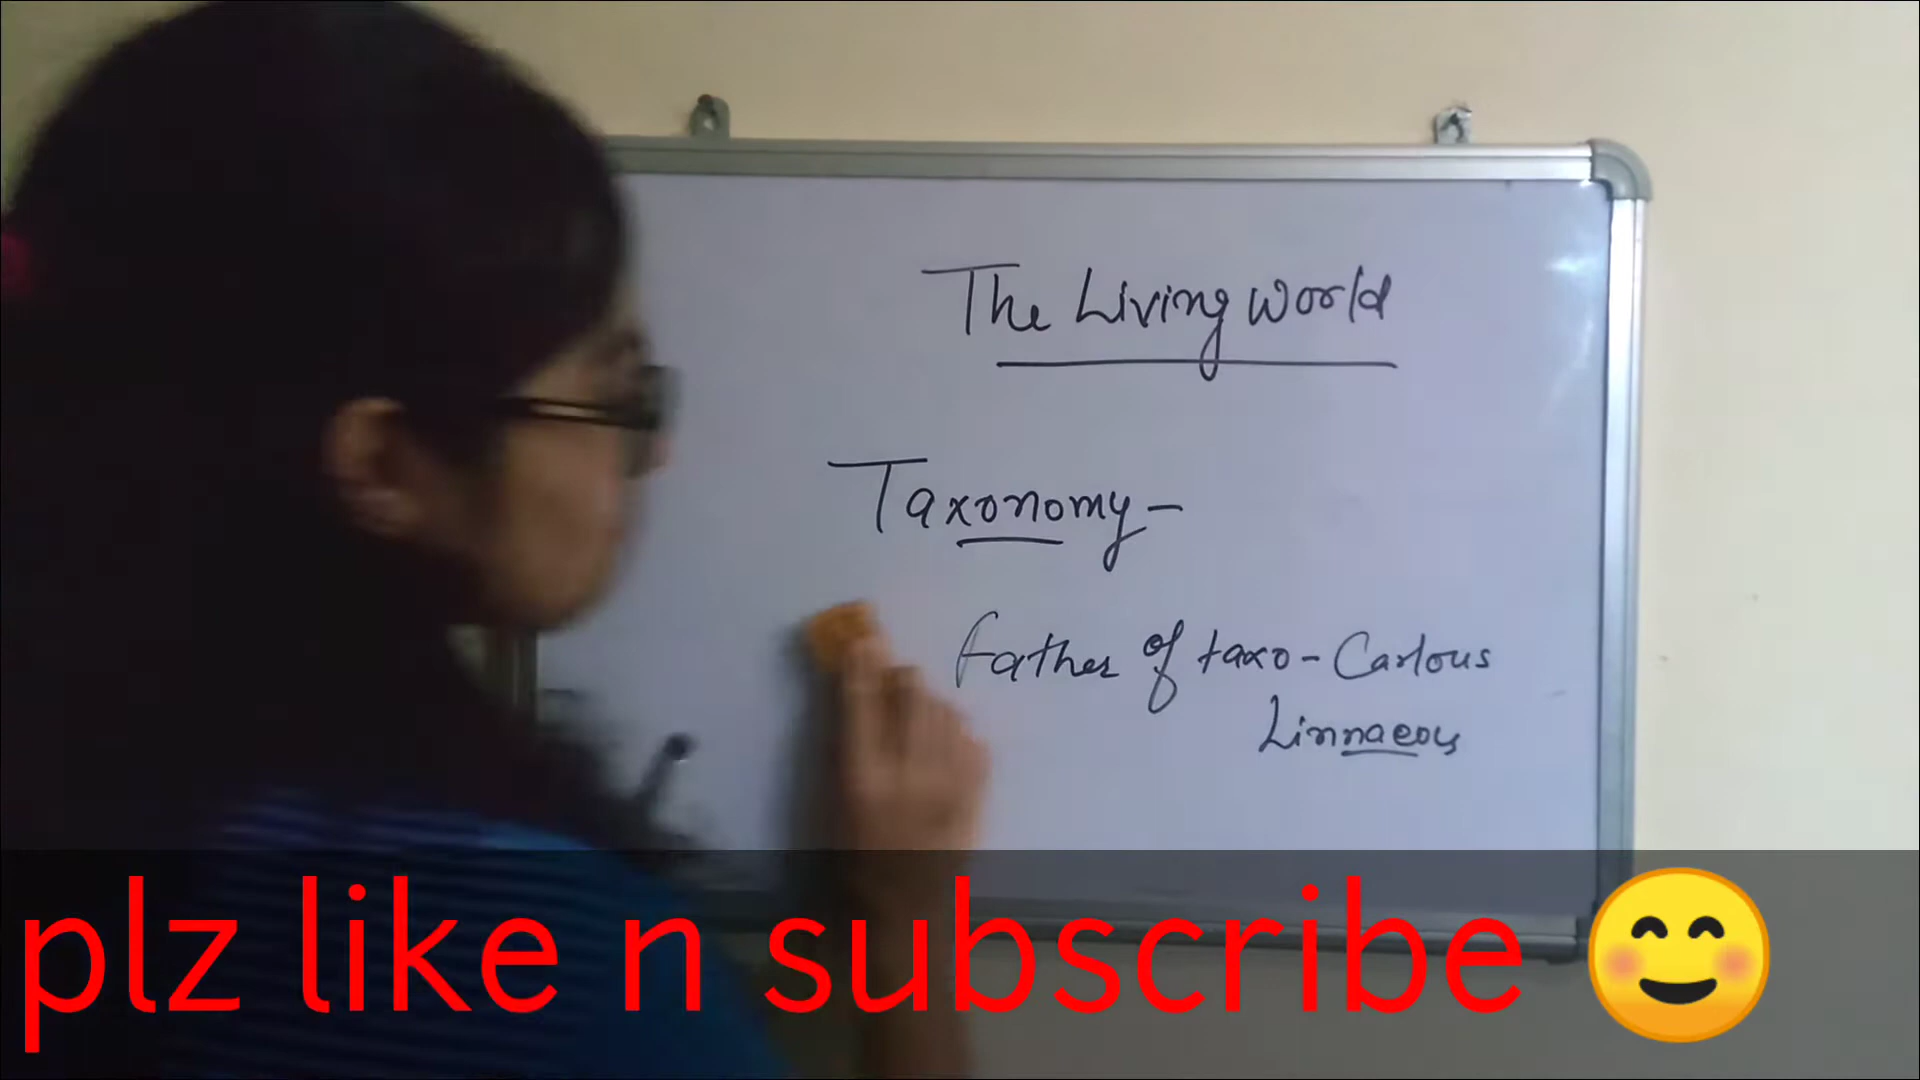 The Living World
Taxonomy-
Father of taxo- Carlous
Linnaeous
plz like n subscribe 😊